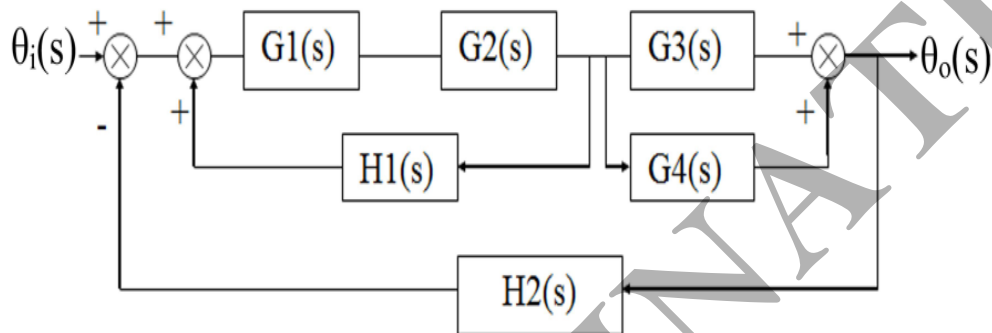 + + +
θi(s) G1(s) G2(s) G3(s) θo(s)
+ +
-
H1(s) G4(s)
H2(s)